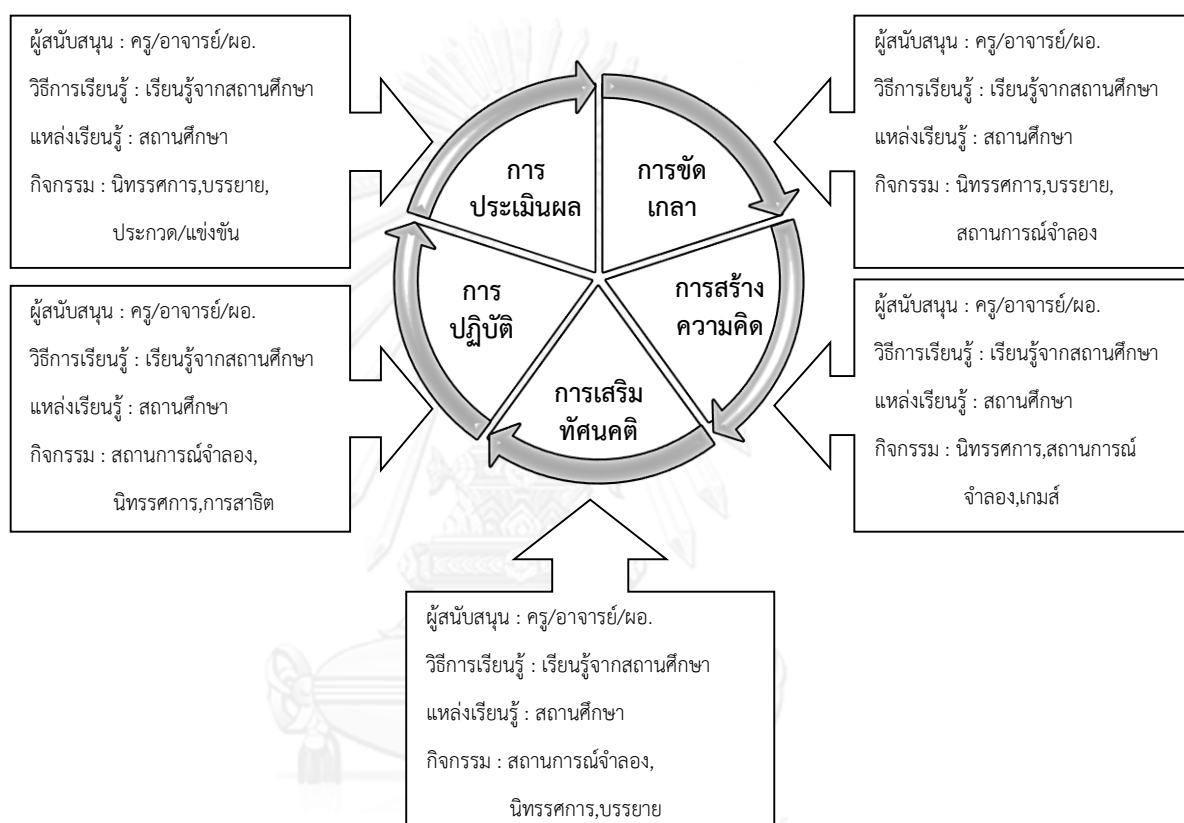 ผู้สนับสนุน : ครู/อาจารย์/ผอ.
วิธีการเรียนรู้ : เรียนรู้จากสถานศึกษา
แหล่งเรียนรู้ : สถานศึกษา
กิจกรรม : นิทรรศการ,บรรยาย,
ประกวด/แข่งขัน
ผู้สนับสนุน : ครู/อาจารย์/ผอ.
วิธีการเรียนรู้ : เรียนรู้จากสถานศึกษา
แหล่งเรียนรู้ : สถานศึกษา
กิจกรรม : นิทรรศการ,บรรยาย,
สถานการณ์จำลอง
การ
ประเมินผล
การขัด
เกลา
การ
ปฏิบัติ
การสร้าง
ความคิด
การเสริม
ทัศนคติ
ผู้สนับสนุน : ครู/อาจารย์/ผอ.
วิธีการเรียนรู้ : เรียนรู้จากสถานศึกษา
แหล่งเรียนรู้ : สถานศึกษา
กิจกรรม : สถานการณ์จำลอง,
นิทรรศการ,การสาธิต
ผู้สนับสนุน : ครู/อาจารย์/ผอ.
วิธีการเรียนรู้ : เรียนรู้จากสถานศึกษา
แหล่งเรียนรู้ : สถานศึกษา
กิจกรรม : นิทรรศการ,สถานการณ์
จำลอง,เกมส์
ผู้สนับสนุน : ครู/อาจารย์/ผอ.
วิธีการเรียนรู้ : เรียนรู้จากสถานศึกษา
แหล่งเรียนรู้ : สถานศึกษา
กิจกรรม : สถานการณ์จำลอง,
นิทรรศการ,บรรยาย